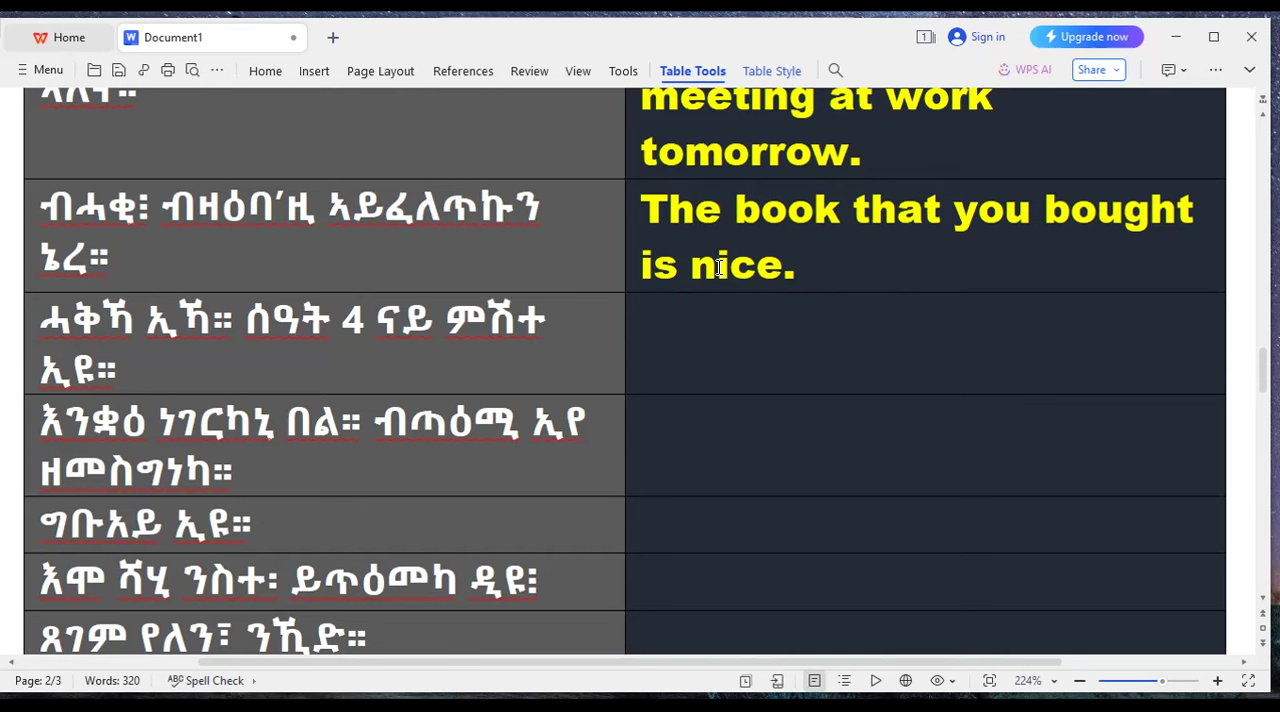 Home
Document1
1
Sign in
Upgrade now
Menu
Home Insert Page Layout References Review View Tools Table Tools Table Style
WPS AI
Share
meeting at work
tomorrow.
ብሓቂ፧ ብዛዕባ’ዚ ኣይፈለጥኩን
ኔረ።
The book that you bought
is nice.
ሓቅኻ ኢኻ። ሰዓት 4 ናይ ምሸተ
ኢዩ።
እንቋዕ ነገርካኒ በል። ብጣዕሚ ኢየ
ዘመስግነካ።
ግቡአይ ኢዩ።
እሞ ሻሂ ንስተ፡ ይጥዕመካ ዲዩ፧
ጸገም የለን፣ ንኺድ።
Page: 2/3 Words: 320 Spell Check 224%